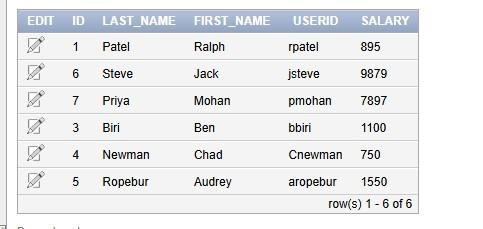 EDIT ID LAST_NAME FIRST_NAME USERID SALARY
1 Patel Ralph rpatel 895
6 Steve Jack jsteve 9879
7 Priya Mohan pmohan 7897
3 Biri Ben bbiri 1100
4 Newman Chad Cnewman 750
5 Ropebur Audrey aropebur 1550
row(s) 1 - 6 of 6